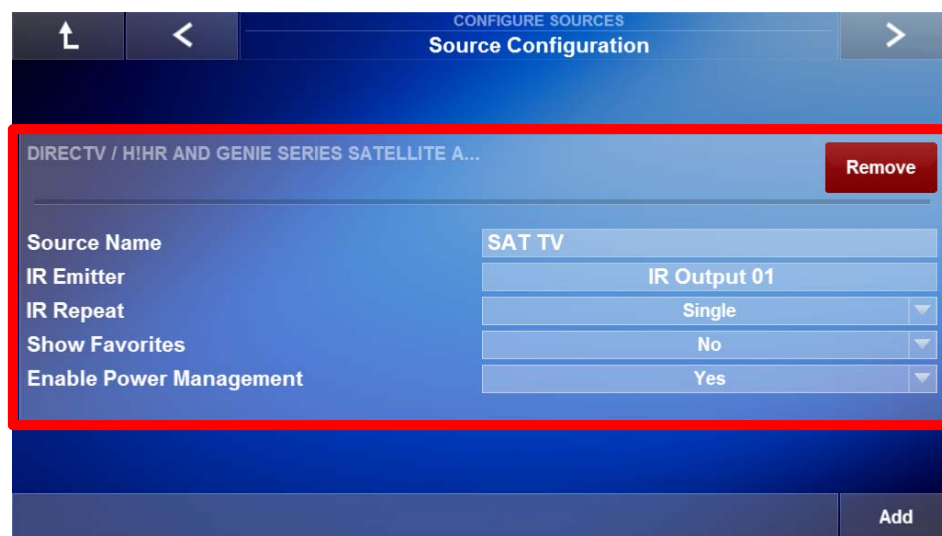 CONFIGURE SOURCES
Source Configuration
DIRECTV / H!HR AND GENIE SERIES SATELLITE A...
Remove
Source Name SAT TV
IR Emitter IR Output 01
IR Repeat Single
Show Favorites No
Enable Power Management Yes
Add